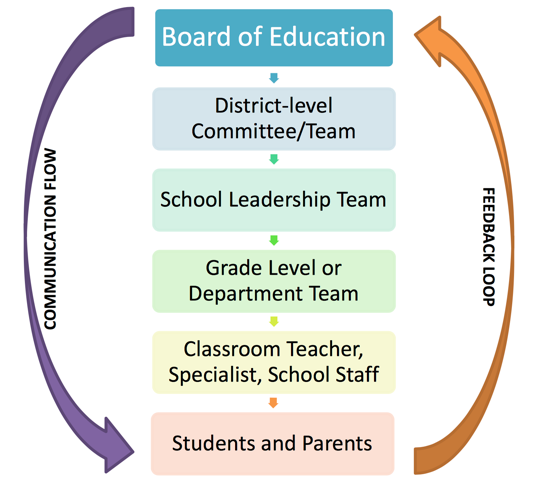 Board of Education
District-level
Committee/Team
School Leadership Team
Grade Level or
Department Team
Classroom Teacher,
Specialist, School Staff
Students and Parents
COMMUNICATION FLOW
FEEDBACK LOOP